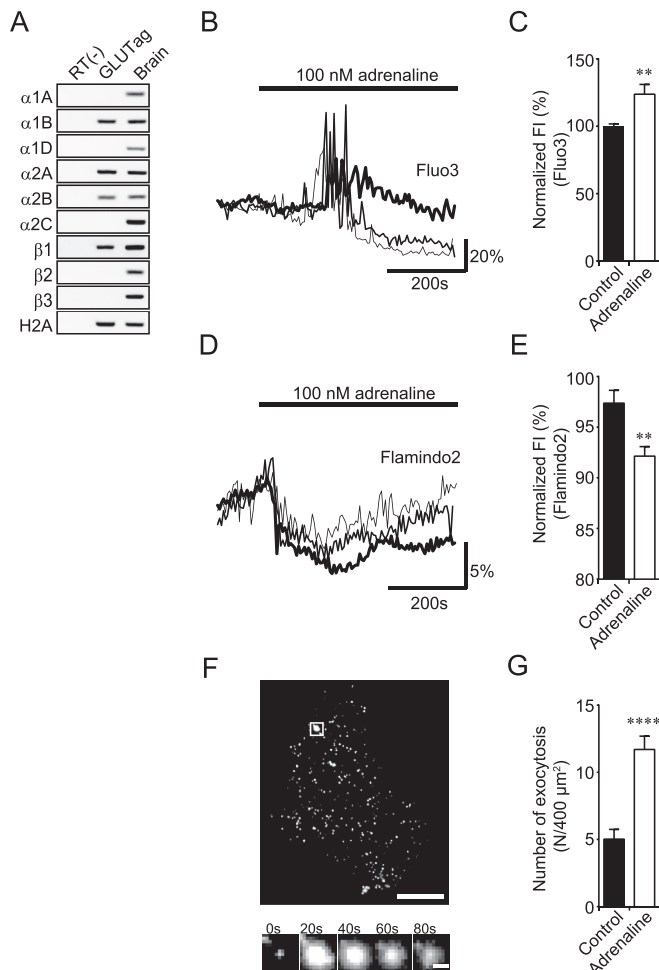 A
RT(-)
GLUTag
Brain
α1A
α1B
α1D
α2A
α2B
α2C
β1
β2
β3
H2A
B
100 nM adrenaline
Fluo3
20%
200s
C
Normalized FI (%)
(Fluo3)
150
100
50
0
**
Control
Adrenaline
D
100 nM adrenaline
Flamindo2
5%
200s
E
Normalized FI (%)
(Flamindo2)
100
95
90
85
80
**
Control
Adrenaline
F
0s 20s 40s 60s 80s
G
Number of exocytosis
(N/400 μm²)
15
10
5
0
****
Control
Adrenaline